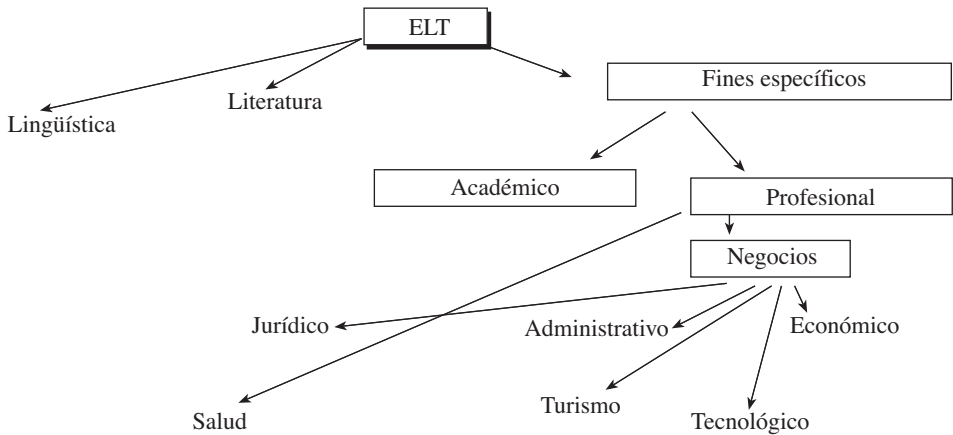 ELT
Fines específicos
Literatura
Lingüística
Académico
Profesional
Negocios
Jurídico
Administrativo
Económico
Turismo
Salud
Tecnológico